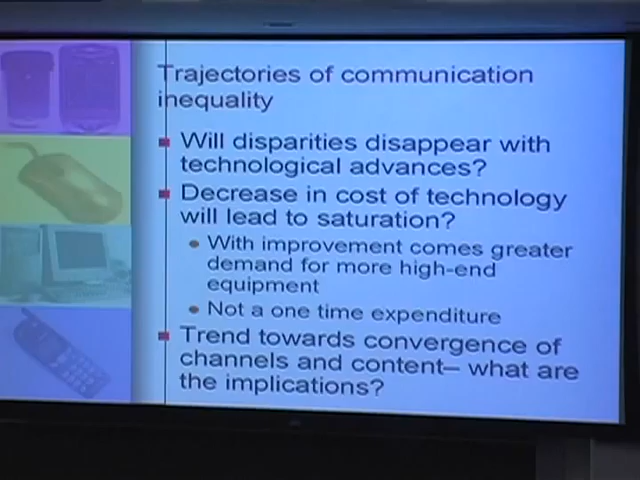 Trajectories of communication
inequality
Will disparities disappear with
technological advances?
Decrease in cost of technology
will lead to saturation?
With improvement comes greater
demand for more high-end
equipment
Not a one time expenditure
Trend towards convergence of
channels and content– what are
the implications?